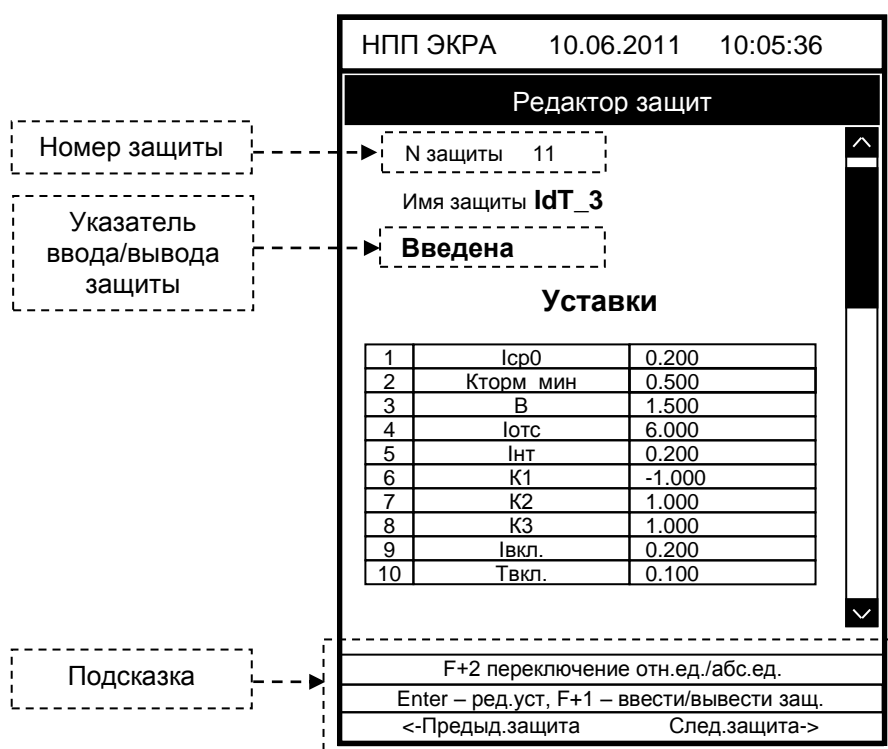 НПП ЭКРА 10.06.2011 10:05:36
Редактор защит
Номер защиты
N защиты 11
Имя защиты IdT_3
Указатель
ввода/вывода
защиты
Введена
Уставки
1 Iср0 0.200
2 Кторм_мин 0.500
3 В 1.500
4 Iотс 6.000
5 Iнт 0.200
6 К1 -1.000
7 К2 1.000
8 К3 1.000
9 Iвкл. 0.200
10 Твкл. 0.100
Подсказка
F+2 переключение отн.ед./абс.ед.
Enter – ред.уст, F+1 – ввести/вывести защ.
<-Предыд.защита След.защита->